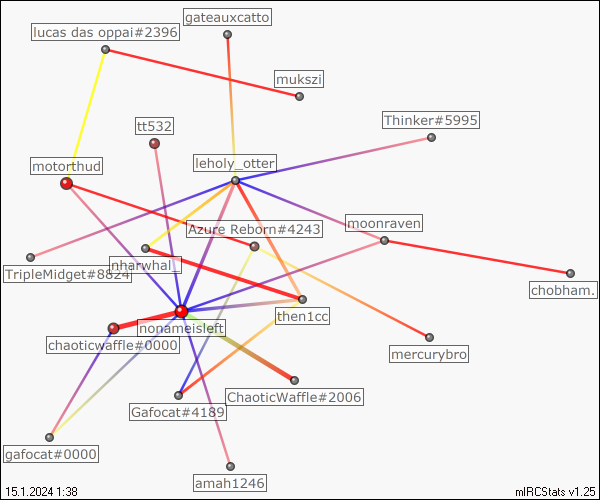 gateauxcatto
lucas das oppai#2396
mukszi
Thinker#5995
tt532
leholy_otter
motorthud
moonraven
Azure Reborn#4243
nharwhal_
TripleMidget#8824
chobham.
then1cc
nonameisleft
chaoticwaffle#0000
mercurybro
ChaoticWaffle#2006
Gafocat#4189
gafocat#0000
amah1246
15.1.2024 1:38
mIRCStats v1.25